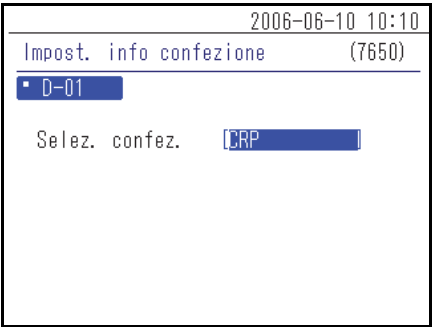 2006-06-10 10:10
Impost. info confezione (7650)
▪ D-01
Selez. confez. [CRP ]